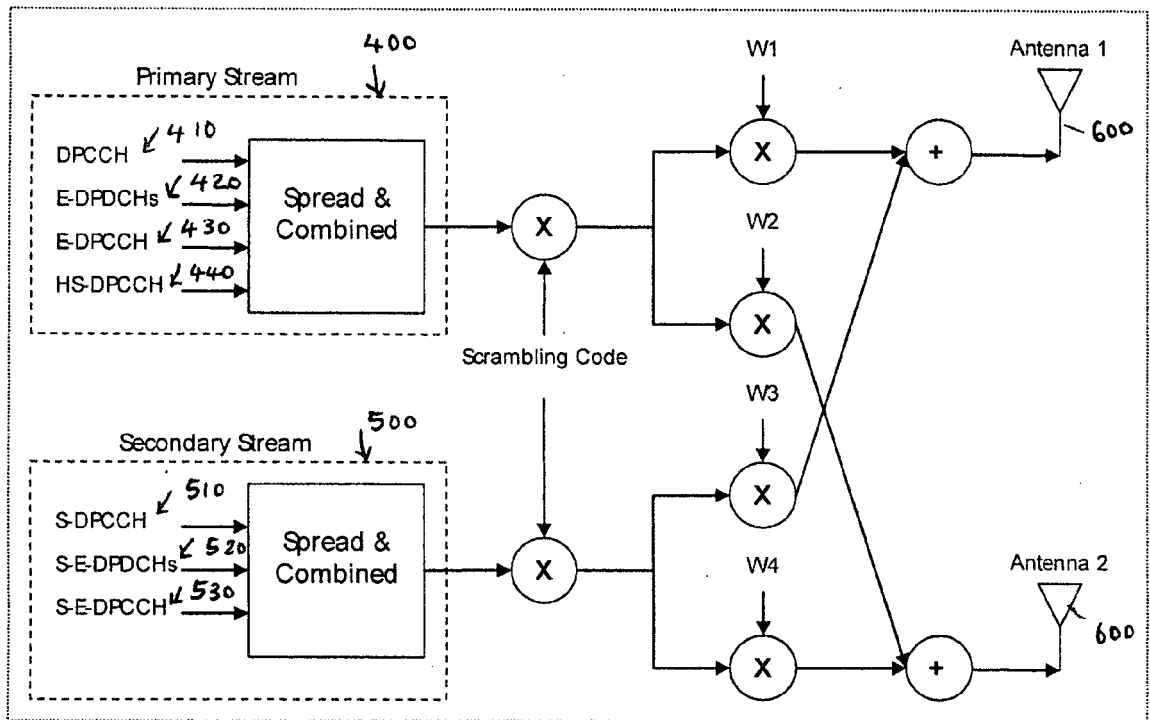 400
Primary Stream
DPCCH 410
E-DPDCHs 420
E-DPCCH 430
HS-DPCCH 440
Spread &
Combined
X
W1
X
W2
X
+
Antenna 1
600
Scrambling Code
500
Secondary Stream
S-DPCCH 510
S-E-DPDCHs 520
S-E-DPCCH 530
Spread &
Combined
X
W3
X
W4
X
+
Antenna 2
600